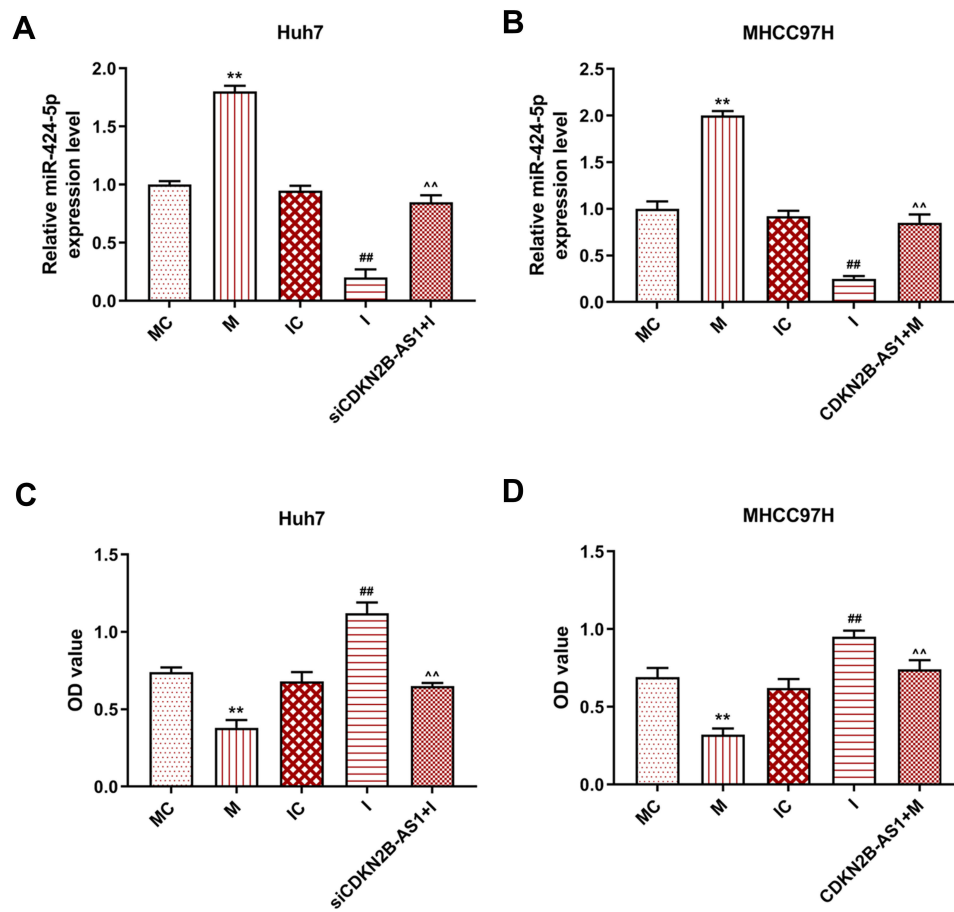 A
Huh7
Relative miR-424-5p
expression level
2.0
1.5
1.0
0.5
0.0
**
##
^^
MC
M
IC
I
siCDKN2B-AS1+I
B
MHCC97H
Relative miR-424-5p
expression level
2.5
2.0
1.5
1.0
0.5
0.0
**
##
^^
MC
M
IC
I
CDKN2B-AS1+M
C
Huh7
OD value
1.5
1.0
0.5
0.0
**
##
^^
MC
M
IC
I
siCDKN2B-AS1+I
D
MHCC97H
OD value
1.5
1.0
0.5
0.0
**
##
^^
MC
M
IC
I
CDKN2B-AS1+M